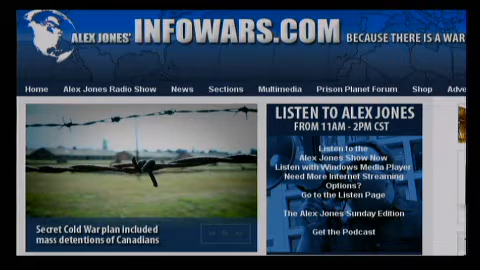 ALEX JONES' INFOWARS.COM BECAUSE THERE IS A WAR
Home Alex Jones Radio Show News Sections Multimedia Prison Planet Forum Shop Adve
LISTEN TO ALEX JONES
FROM 11AM - 2PM CST
Listen to the
Alex Jones Show Now
Listen with Windows Media Player
Need More Internet Streaming
Options?
Go to the Listen Page
The Alex Jones Sunday Edition
Get the Podcast
Secret Cold War plan included
mass detentions of Canadians